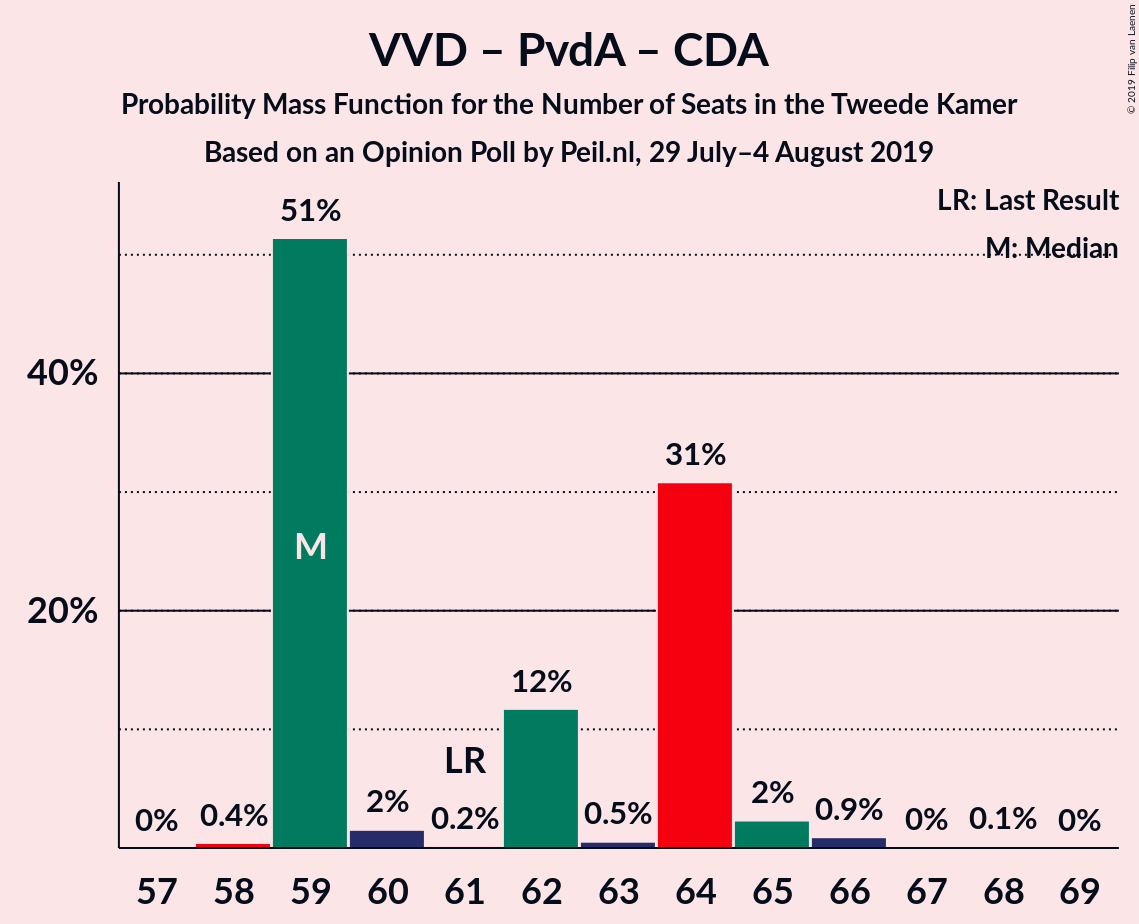 VVD – PvdA – CDA
Probability Mass Function for the Number of Seats in the Tweede Kamer
Based on an Opinion Poll by Peil.nl, 29 July–4 August 2019
© 2019 Filip van Laenen
LR: Last Result
M: Median
51%
40%
31%
M
20%
12%
LR
0%
0.4%
2%
0.2%
0.5%
2%
0.9%
0%
0.1%
0%
57 58 59 60 61 62 63 64 65 66 67 68 69